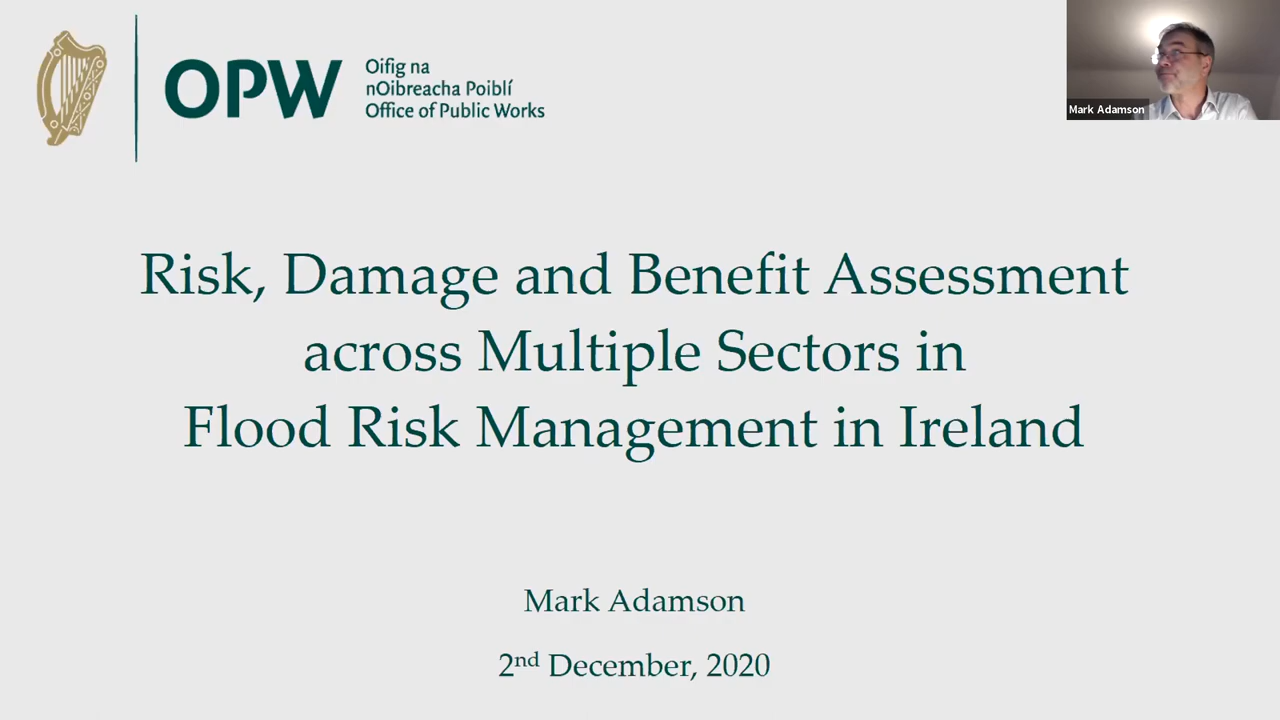 OPW
Oifig na
nOibreacha Poiblí
Office of Public Works
Mark Adamson
Risk, Damage and Benefit Assessment
across Multiple Sectors in
Flood Risk Management in Ireland
Mark Adamson
2nd December, 2020